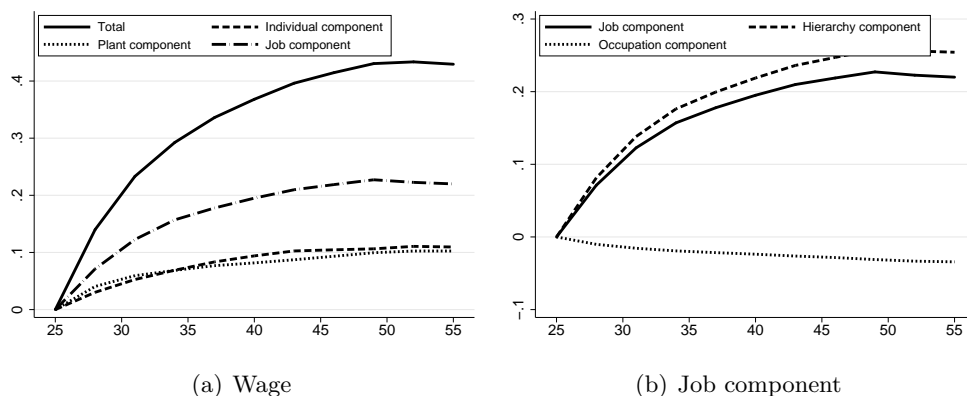 Total
Individual component
Plant component
Job component
.4
.3
.2
.1
0
25 30 35 40 45 50 55
(a) Wage
Job component
Hierarchy component
Occupation component
.3
.2
.1
0
-.1
25 30 35 40 45 50 55
(b) Job component